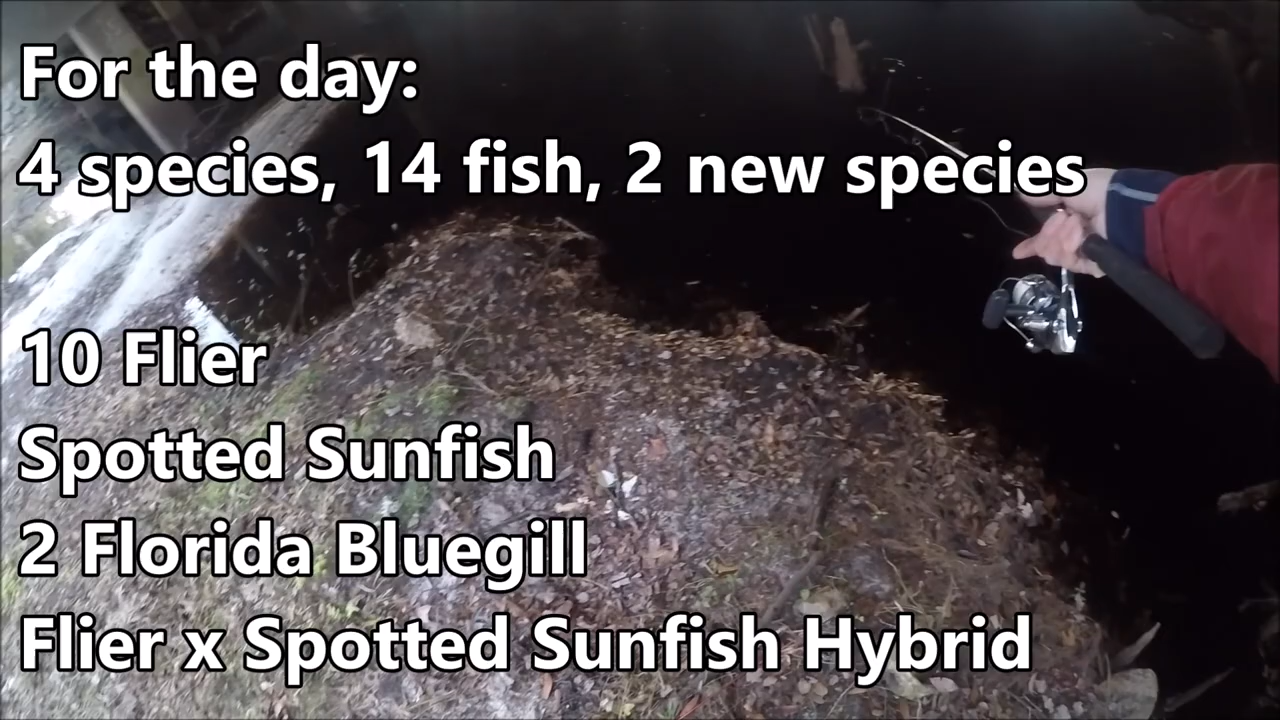 For the day:
4 species, 14 fish, 2 new species
10 Flier
Spotted Sunfish
2 Florida Bluegill
Flier x Spotted Sunfish Hybrid